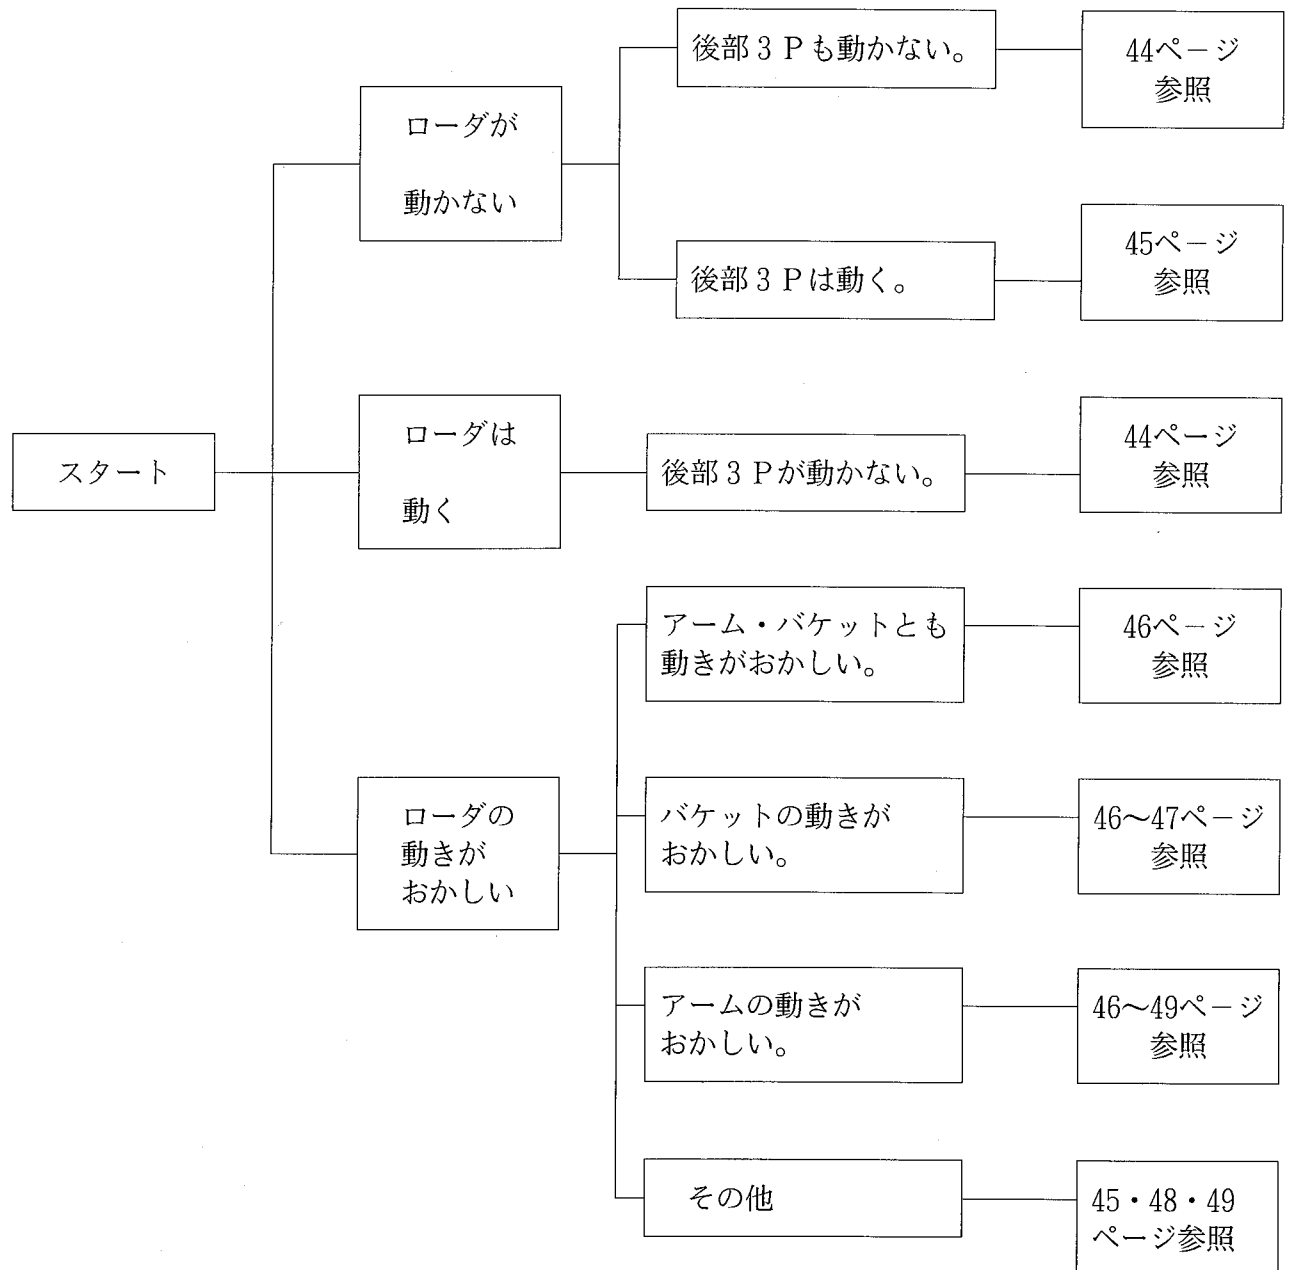 スタート
ローダが
動かない
後部3Pも動かない。
44ページ
参照
後部3Pは動く。
45ページ
参照
ローダは
動く
後部3Pが動かない。
44ページ
参照
ローダの
動きが
おかしい
アーム・バケットとも
動きがおかしい。
46ページ
参照
バケットの動きが
おかしい。
46～47ページ
参照
アームの動きが
おかしい。
46～49ページ
参照
その他
45・48・49
ページ参照